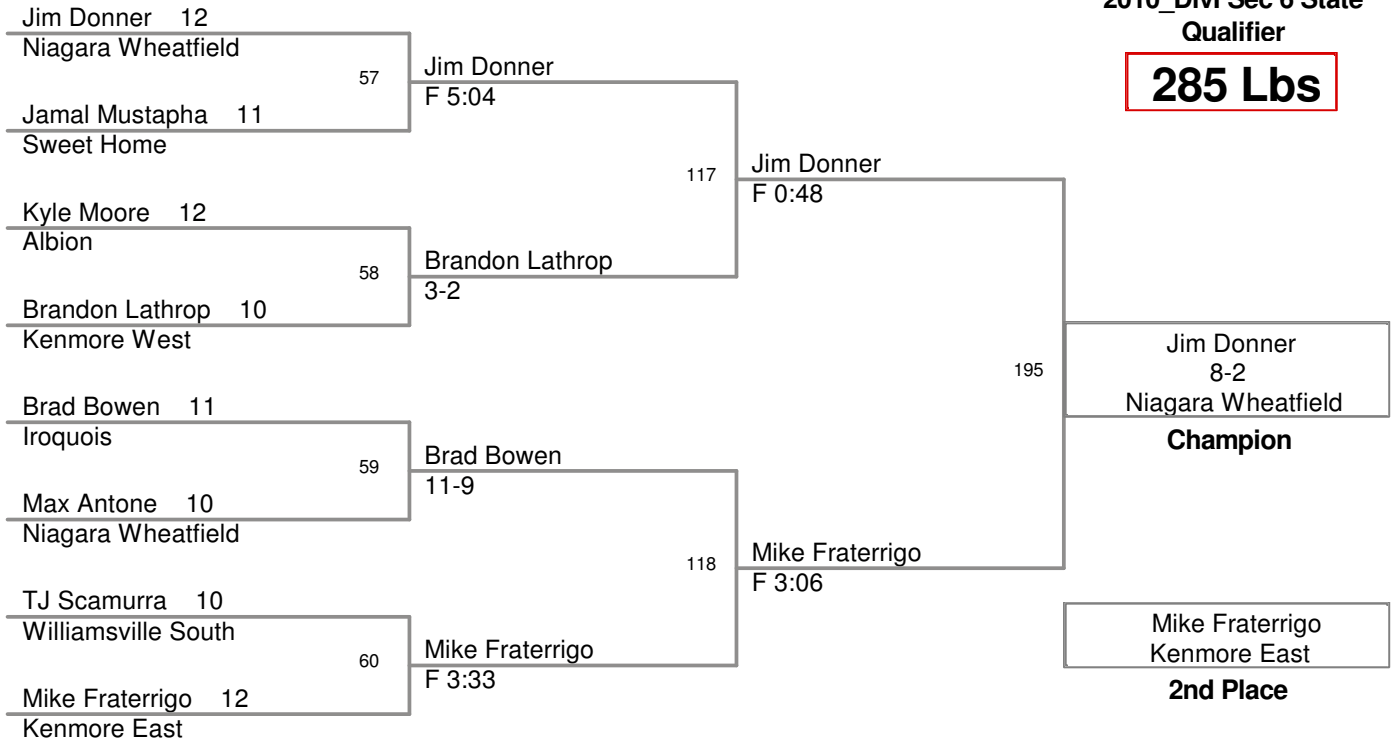 2010_DivI Sec 6 State
Qualifier
285 Lbs
Jim Donner 12
Niagara Wheatfield
57
Jamal Mustapha 11
Sweet Home
Jim Donner
F 5:04
Kyle Moore 12
Albion
58
Brandon Lathrop 10
Kenmore West
Brandon Lathrop
3-2
117
Jim Donner
F 0:48
Brad Bowen 11
Iroquois
59
Max Antone 10
Niagara Wheatfield
Brad Bowen
11-9
TJ Scamurra 10
Williamsville South
60
Mike Fraterrigo 12
Kenmore East
Mike Fraterrigo
F 3:33
118
Mike Fraterrigo
F 3:06
195
Jim Donner
8-2
Niagara Wheatfield
Champion
Mike Fraterrigo
Kenmore East
2nd Place